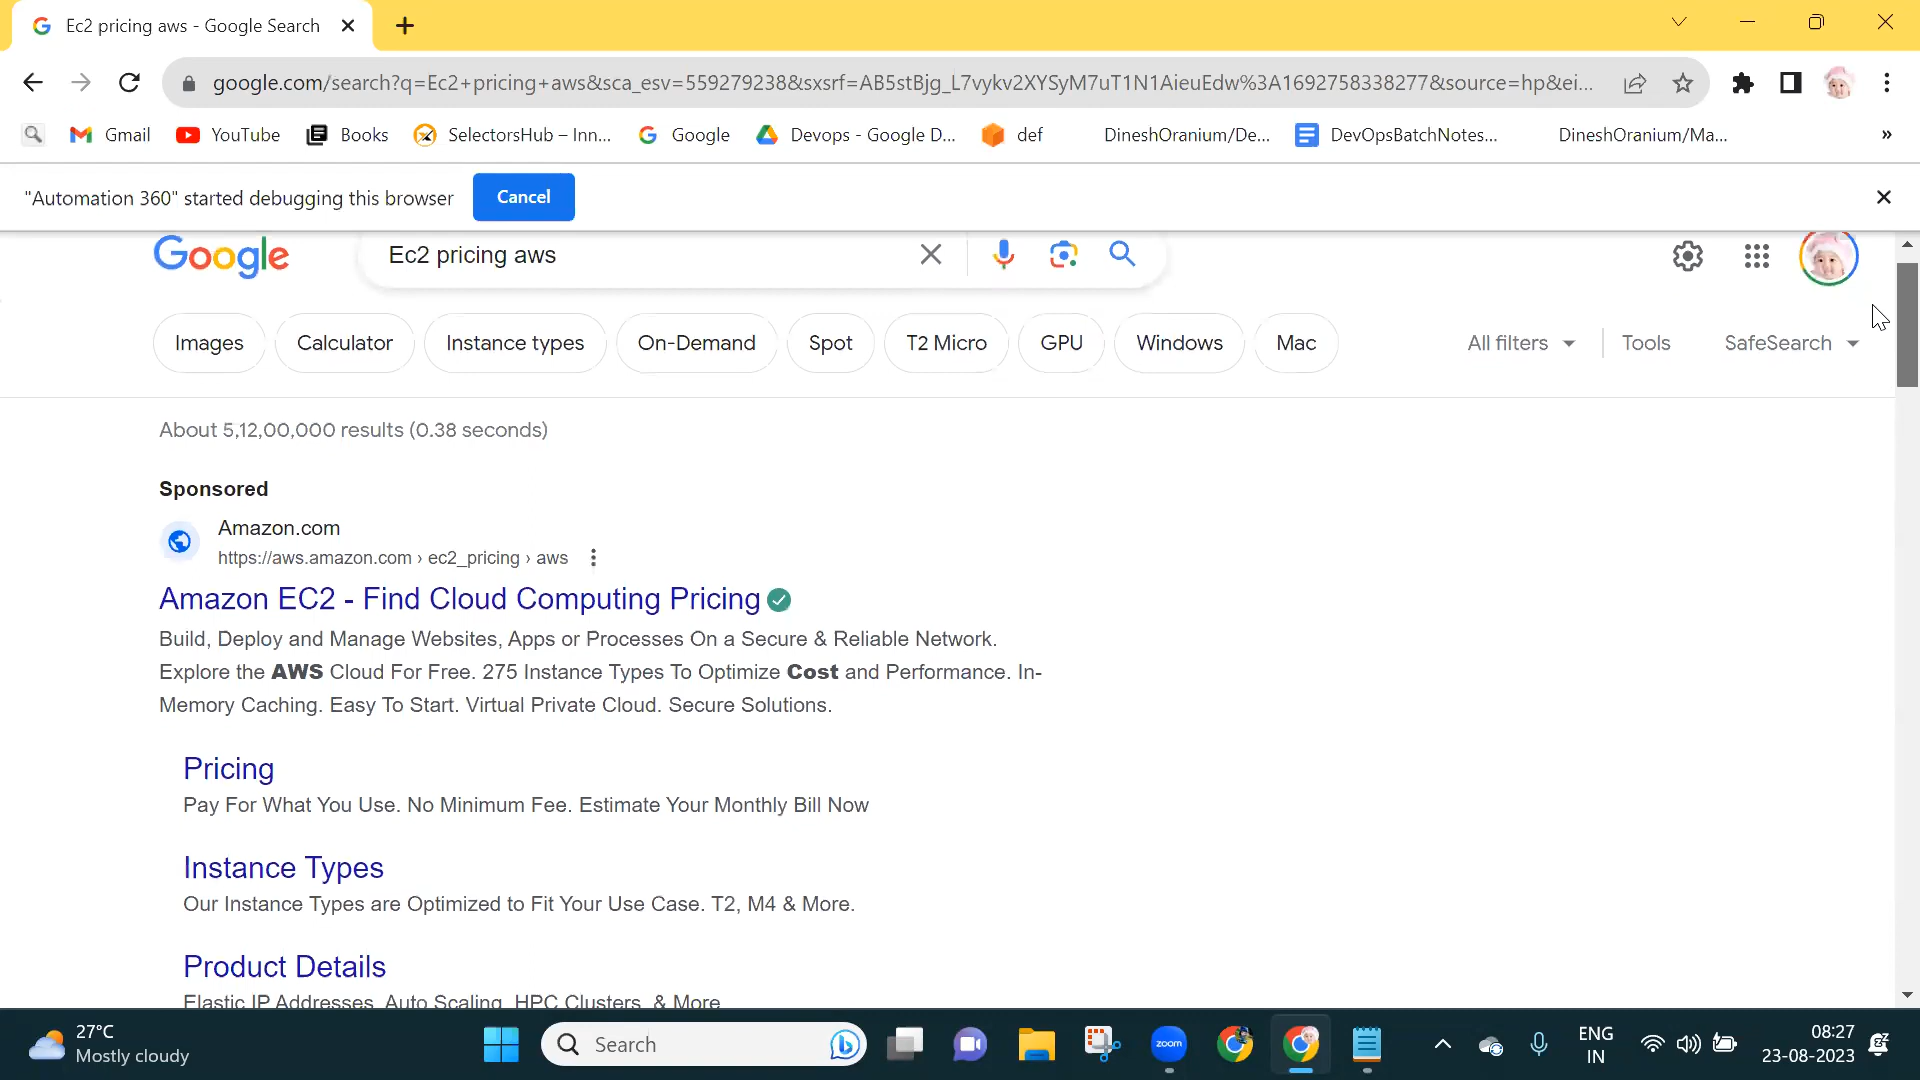 Ec2 pricing aws - Google Search
google.com/search?q=Ec2+pricing+aws&sca_esv=559279238&sxsrf=AB5stBjg_L7vykv2XYSyM7uT1N1AieuEdw%3A1692758338277&source=hp&ei...
Gmail YouTube Books SelectorsHub – Inn... Google Devops - Google D... def DineshOranium/De... DevOpsBatchNotes... DineshOranium/Ma... »
"Automation 360" started debugging this browser Cancel
Google Ec2 pricing aws
Images Calculator Instance types On-Demand Spot T2 Micro GPU Windows Mac All filters Tools SafeSearch
About 5,12,00,000 results (0.38 seconds)
Sponsored
Amazon.com
https://aws.amazon.com › ec2_pricing › aws
Amazon EC2 - Find Cloud Computing Pricing
Build, Deploy and Manage Websites, Apps or Processes On a Secure & Reliable Network.
Explore the AWS Cloud For Free. 275 Instance Types To Optimize Cost and Performance. In-
Memory Caching. Easy To Start. Virtual Private Cloud. Secure Solutions.
Pricing
Pay For What You Use. No Minimum Fee. Estimate Your Monthly Bill Now
Instance Types
Our Instance Types are Optimized to Fit Your Use Case. T2, M4 & More.
Product Details
Elastic IP Addresses, Auto Scaling, HPC Clusters, & More
27°C
Mostly cloudy
Search
zoom
ENG
IN
08:27
23-08-2023